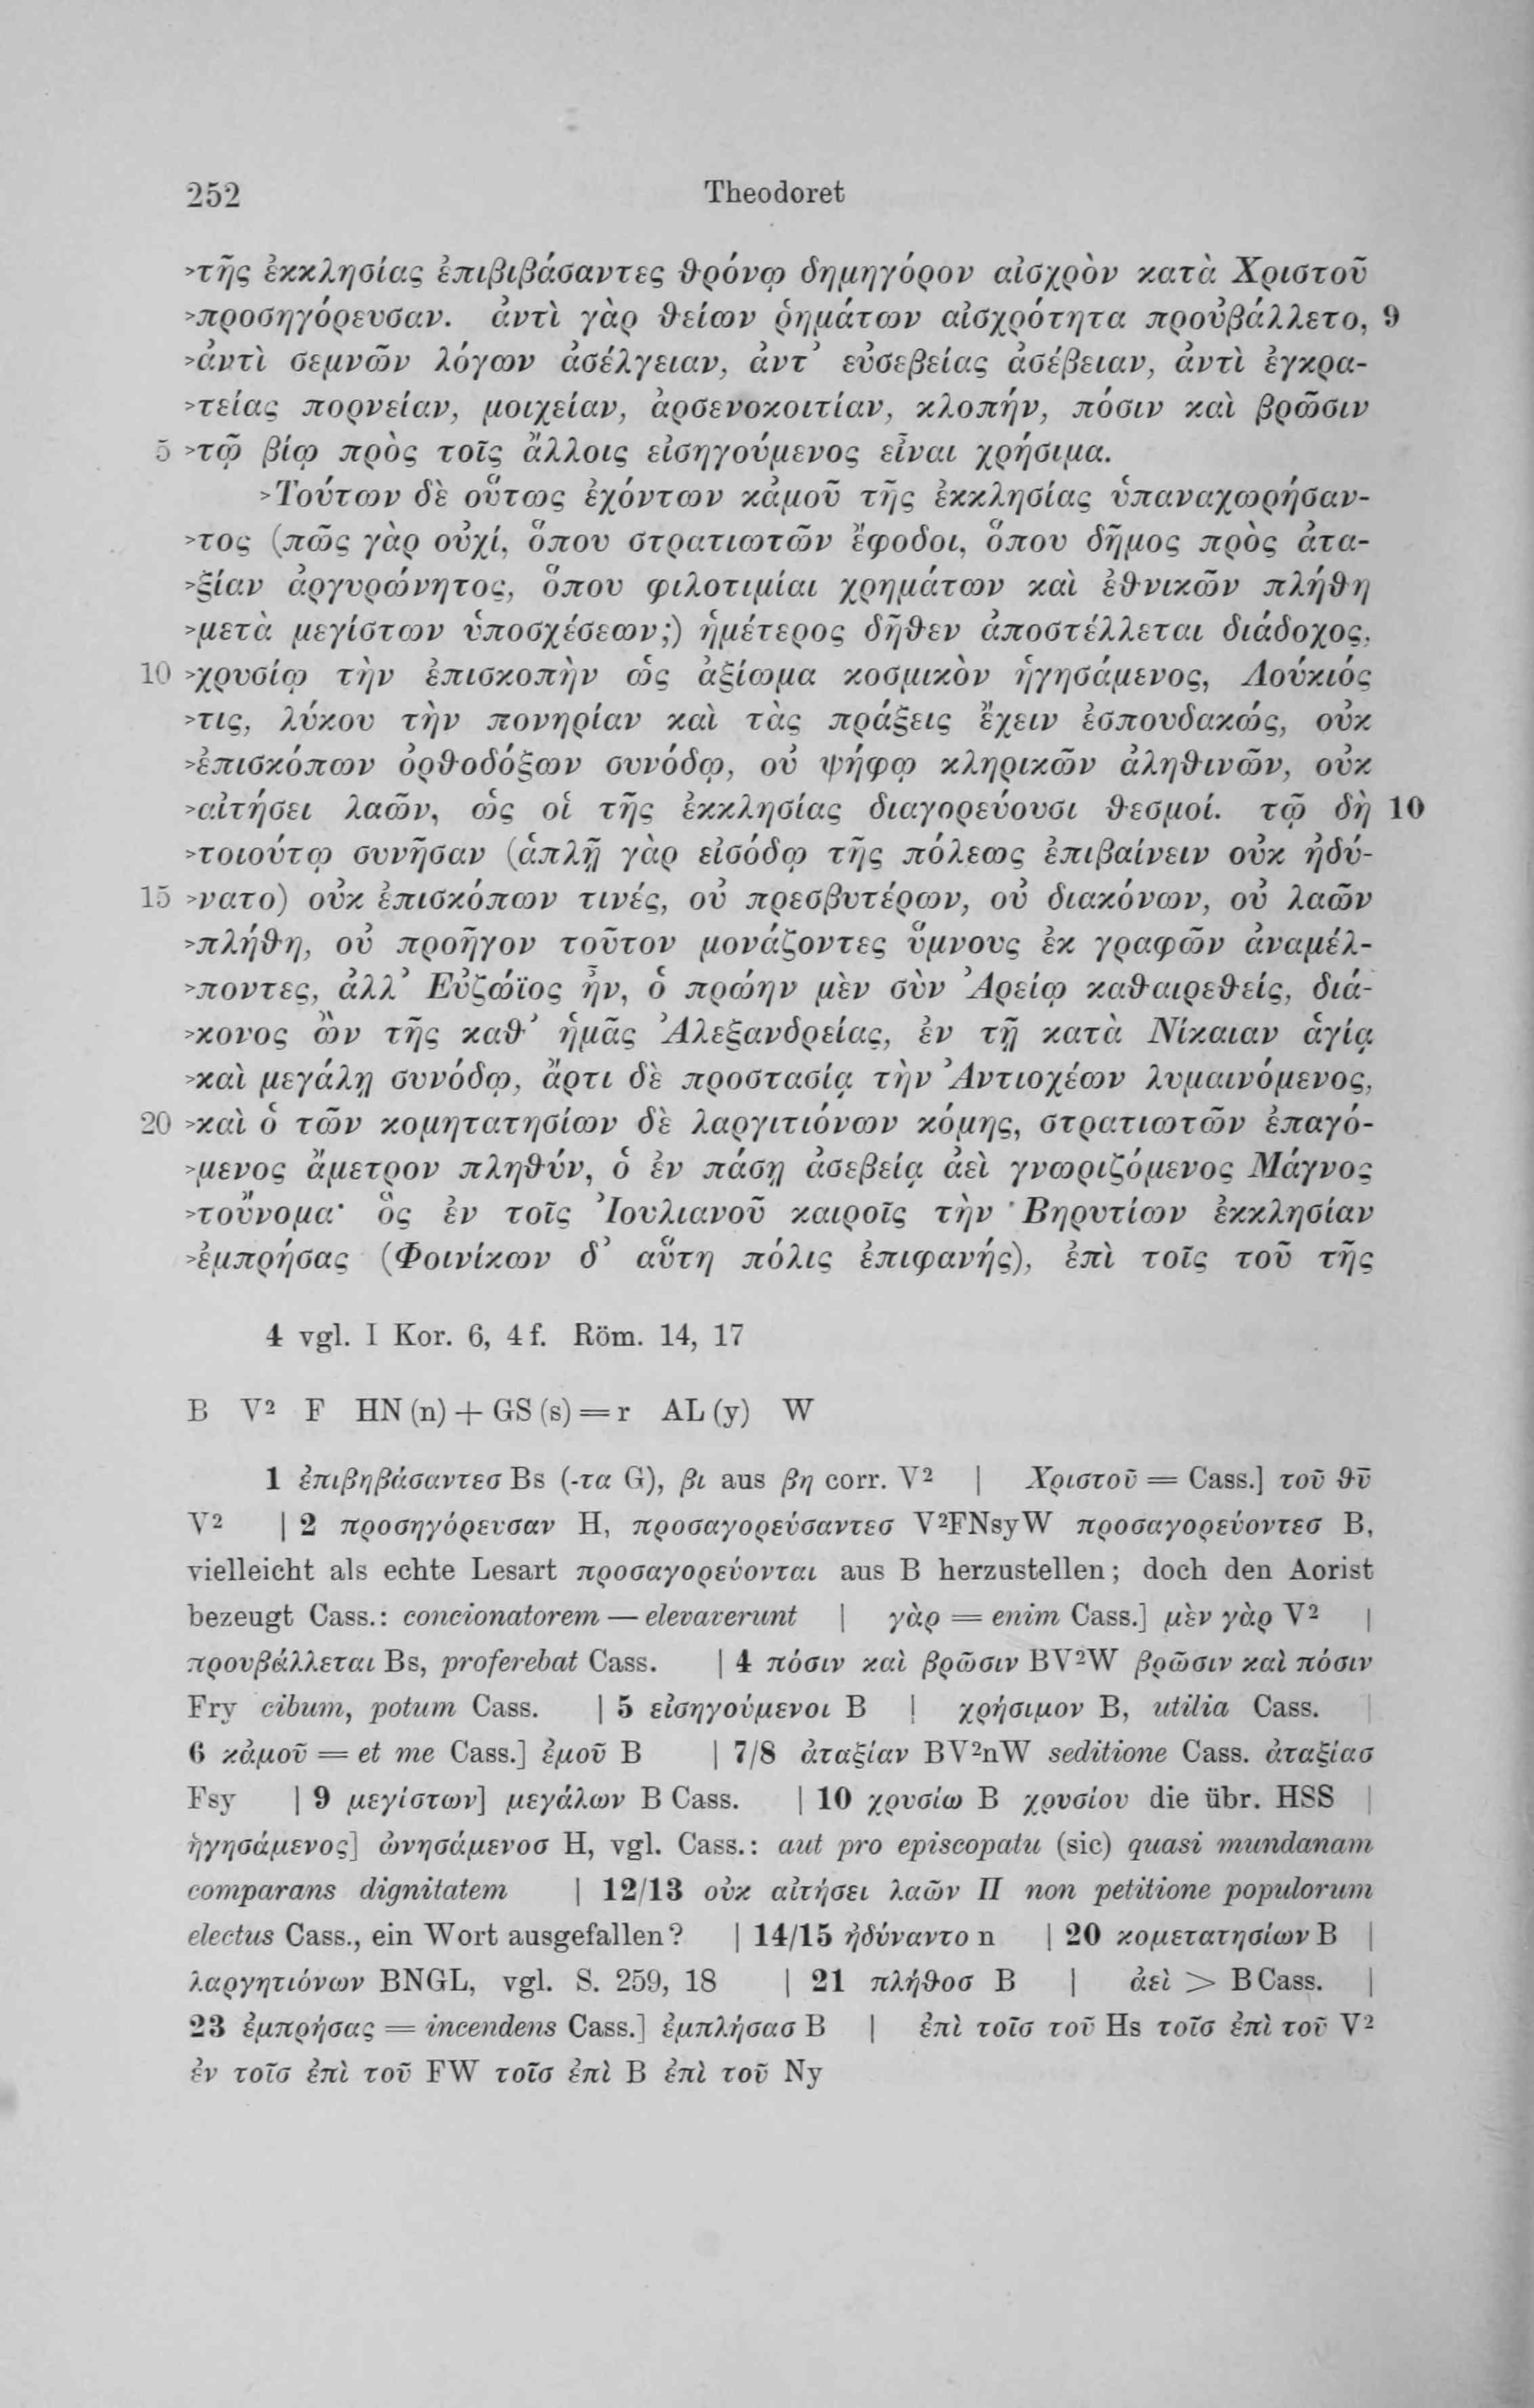 252 Theodoret
>τῆς ἐκκλησίας ἐπιβιβάσαντες θρόνῳ δημηγόρον αἰσχρὸν κατὰ Χριστοῦ
>προσηγόρευσαν. ἀντὶ γὰρ θείων ῥημάτων αἰσχρότητα προὐβάλλετο, 9
>ἀντὶ σεμνῶν λόγων ἀσέλγειαν, ἀντ’ εὐσεβείας ἀσέβειαν, ἀντὶ ἐγκρα-
>τείας πορνείαν, μοιχείαν, ἀρσενοκοιτίαν, κλοπήν, πόσιν καὶ βρῶσιν
5 >τῷ βίῳ πρὸς τοῖς ἄλλοις εἰσηγούμενος εἶναι χρήσιμα.
>Τούτων δὲ οὕτως ἐχόντων κἀμοῦ τῆς ἐκκλησίας ὑπαναχωρήσαν-
>τος (πῶς γὰρ οὐχί, ὅπου στρατιωτῶν ἔφοδοι, ὅπου δῆμος πρὸς ἀτα-
>ξίαν ἀργυρώνητος, ὅπου φιλοτιμίαι χρημάτων καὶ ἐθνικῶν πλήθη
>μετὰ μεγίστων ὑποσχέσεων;) ἡμέτερος δῆθεν ἀποστέλλεται διάδοχος,
10 >χρυσίῳ τὴν ἐπισκοπὴν ὡς ἀξίωμα κοσμικὸν ἡγησάμενος, Λούκιός
>τις, λύκου τὴν πονηρίαν καὶ τὰς πράξεις ἔχειν ἐσπουδακώς, οὐκ
>ἐπισκόπων ὀρθοδόξων συνόδῳ, οὐ ψήφῳ κληρικῶν ἀληθινῶν, οὐκ
>αἰτήσει λαῶν, ὡς οἱ τῆς ἐκκλησίας διαγορεύουσι θεσμοί. τῷ δὴ 10
>τοιούτῳ συνῆσαν (ἁπλῇ γὰρ εἰσόδῳ τῆς πόλεως ἐπιβαίνειν οὐκ ἠδύ-
15 >νατο) οὐκ ἐπισκόπων τινές, οὐ πρεσβυτέρων, οὐ διακόνων, οὐ λαῶν
>πλήθη, οὐ προῆγον τοῦτον μονάζοντες ὕμνους ἐκ γραφῶν ἀναμέλ-
>ποντες, ἀλλ’ Εὐζώϊος ἦν, ὁ πρώην μὲν σὺν Ἀρείῳ καθαιρεθείς, διά-
>κονος ὢν τῆς καθ’ ἡμᾶς Ἀλεξανδρείας, ἐν τῇ κατὰ Νίκαιαν ἁγίᾳ
>καὶ μεγάλῃ συνόδῳ, ἄρτι δὲ προστασίᾳ τὴν Ἀντιοχέων λυμαινόμενος,
20 >καὶ ὁ τῶν κομητατησίων δὲ λαργιτιόνων κόμης, στρατιωτῶν ἐπαγό-
>μενος ἄμετρον πληθύν, ὁ ἐν πάσῃ ἀσεβείᾳ ἀεὶ γνωριζόμενος Μάγνος
>τοὔνομα· ὃς ἐν τοῖς Ἰουλιανοῦ καιροῖς τὴν Βηρυτίων ἐκκλησίαν
>ἐμπρήσας (Φοινίκων δ’ αὕτη πόλις ἐπιφανής), ἐπὶ τοῖς τοῦ τῆς
4 vgl. I Kor. 6, 4 f. Röm. 14, 17
B V² F HN (n) + GS (s) = r AL (y) W
1 ἐπιβηβάσαντεσ Bs (-τα G), βι aus βη corr. V² | Χριστοῦ = Cass.] τοῦ θῡ
V² | 2 προσηγόρευσαν H, προσαγορεύσαντεσ V²FNsyW προσαγορεύοντεσ B,
vielleicht als echte Lesart προσαγορεύονται aus B herzustellen; doch den Aorist
bezeugt Cass.: concionatorem — elevaverunt | γὰρ = enim Cass.] μὲν γὰρ V² |
προυβάλλεται Bs, proferebat Cass. | 4 πόσιν καὶ βρῶσιν BV²W βρῶσιν καὶ πόσιν
Fry cibum, potum Cass. | 5 εἰσηγούμενοι B | χρήσιμον B, utilia Cass. |
6 κἀμοῦ = et me Cass.] ἐμοῦ B | 7/8 ἀταξίαν BV²nW seditione Cass. ἀταξίασ
Fsy | 9 μεγίστων] μεγάλων B Cass. | 10 χρυσίω B χρυσίου die übr. HSS |
ἡγησάμενος] ὠνησάμενοσ H, vgl. Cass.: aut pro episcopatu (sic) quasi mundanam
comparans dignitatem | 12/13 οὐκ αἰτήσει λαῶν Π non petitione populorum
electus Cass., ein Wort ausgefallen? | 14/15 ἠδύναντο n | 20 κομετατησίων B |
λαργητιόνων BNGL, vgl. S. 259, 18 | 21 πλήθοσ B | ἀεὶ > B Cass. |
23 ἐμπρήσας = incendens Cass.] ἐμπλήσασ B | ἐπὶ τοῖσ τοῦ Hs τοῖσ ἐπὶ τοῦ V²
ἐν τοῖσ ἐπὶ τοῦ FW τοῖσ ἐπὶ B ἐπὶ τοῦ Ny